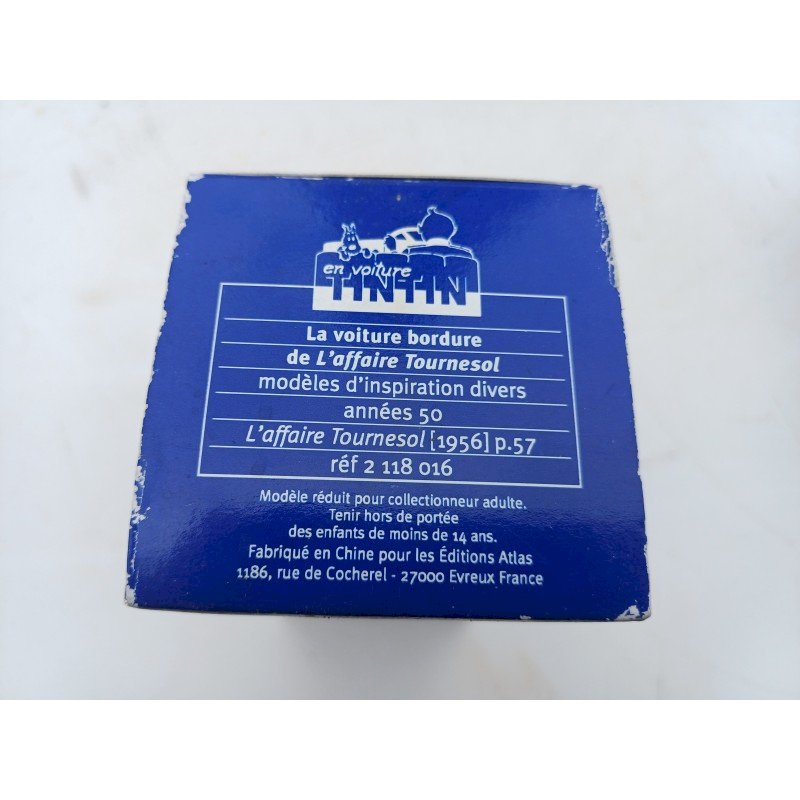 en voiture
TINTIN
La voiture bordure
de L'affaire Tournesol
modèles d'inspiration divers
années 50
L'affaire Tournesol [1956] p.57
réf 2 118 016
Modèle réduit pour collectionneur adulte.
Tenir hors de portée
des enfants de moins de 14 ans.
Fabriqué en Chine pour les Éditions Atlas
1186, rue de Cocherel - 27000 Evreux France